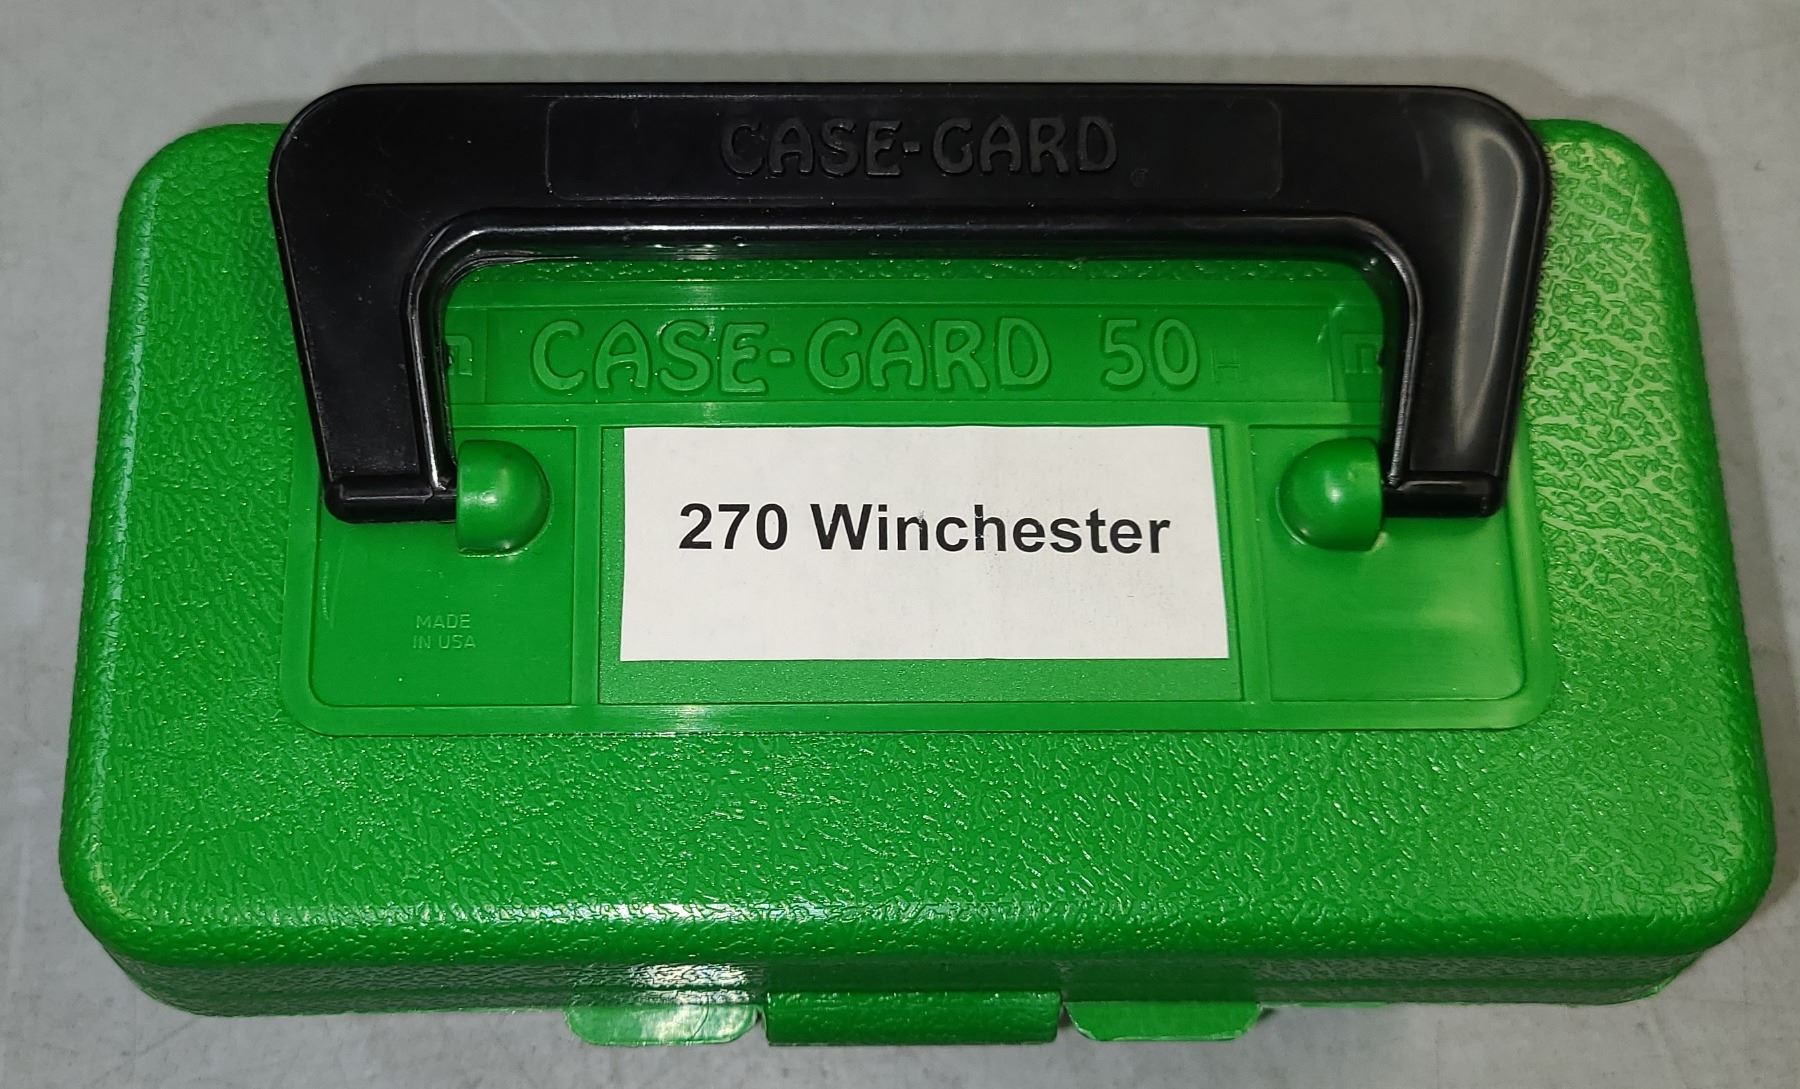 CASE-GARD
CASE-GARD 50 H
270 Winchester
MADE
IN USA